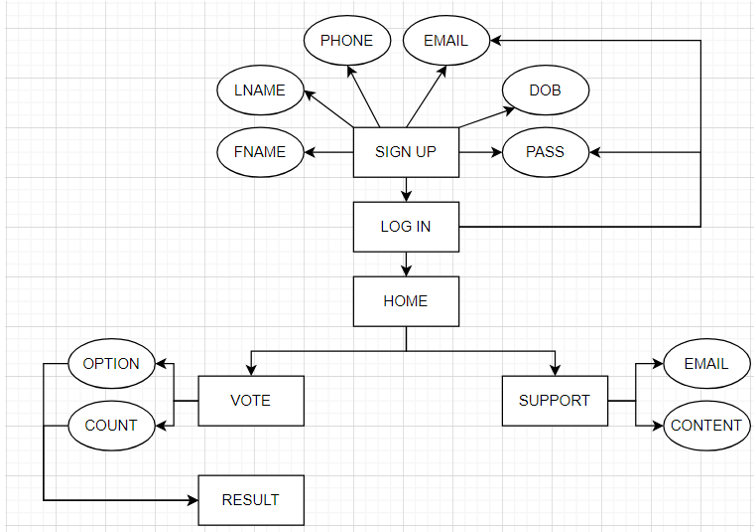 PHONE
EMAIL
LNAME
DOB
FNAME
SIGN UP
PASS
LOG IN
HOME
OPTION
EMAIL
VOTE
SUPPORT
COUNT
CONTENT
RESULT